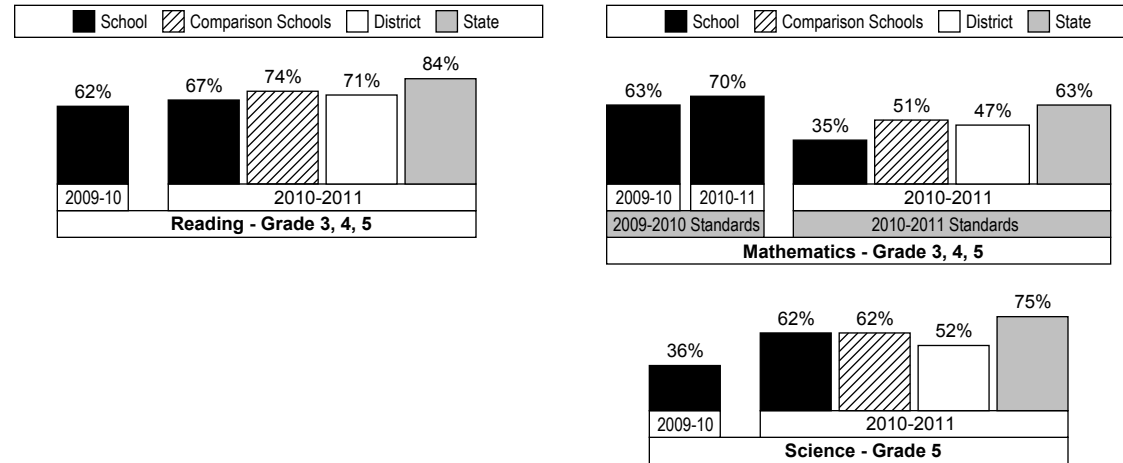 School Comparison Schools District State
62% 67% 74% 71% 84%
2009-10 2010-2011
Reading - Grade 3, 4, 5
School Comparison Schools District State
63% 70% 35% 51% 47% 63%
2009-10 2010-11 2010-2011
2009-2010 Standards 2010-2011 Standards
Mathematics - Grade 3, 4, 5
36% 62% 62% 52% 75%
2009-10 2010-2011
Science - Grade 5